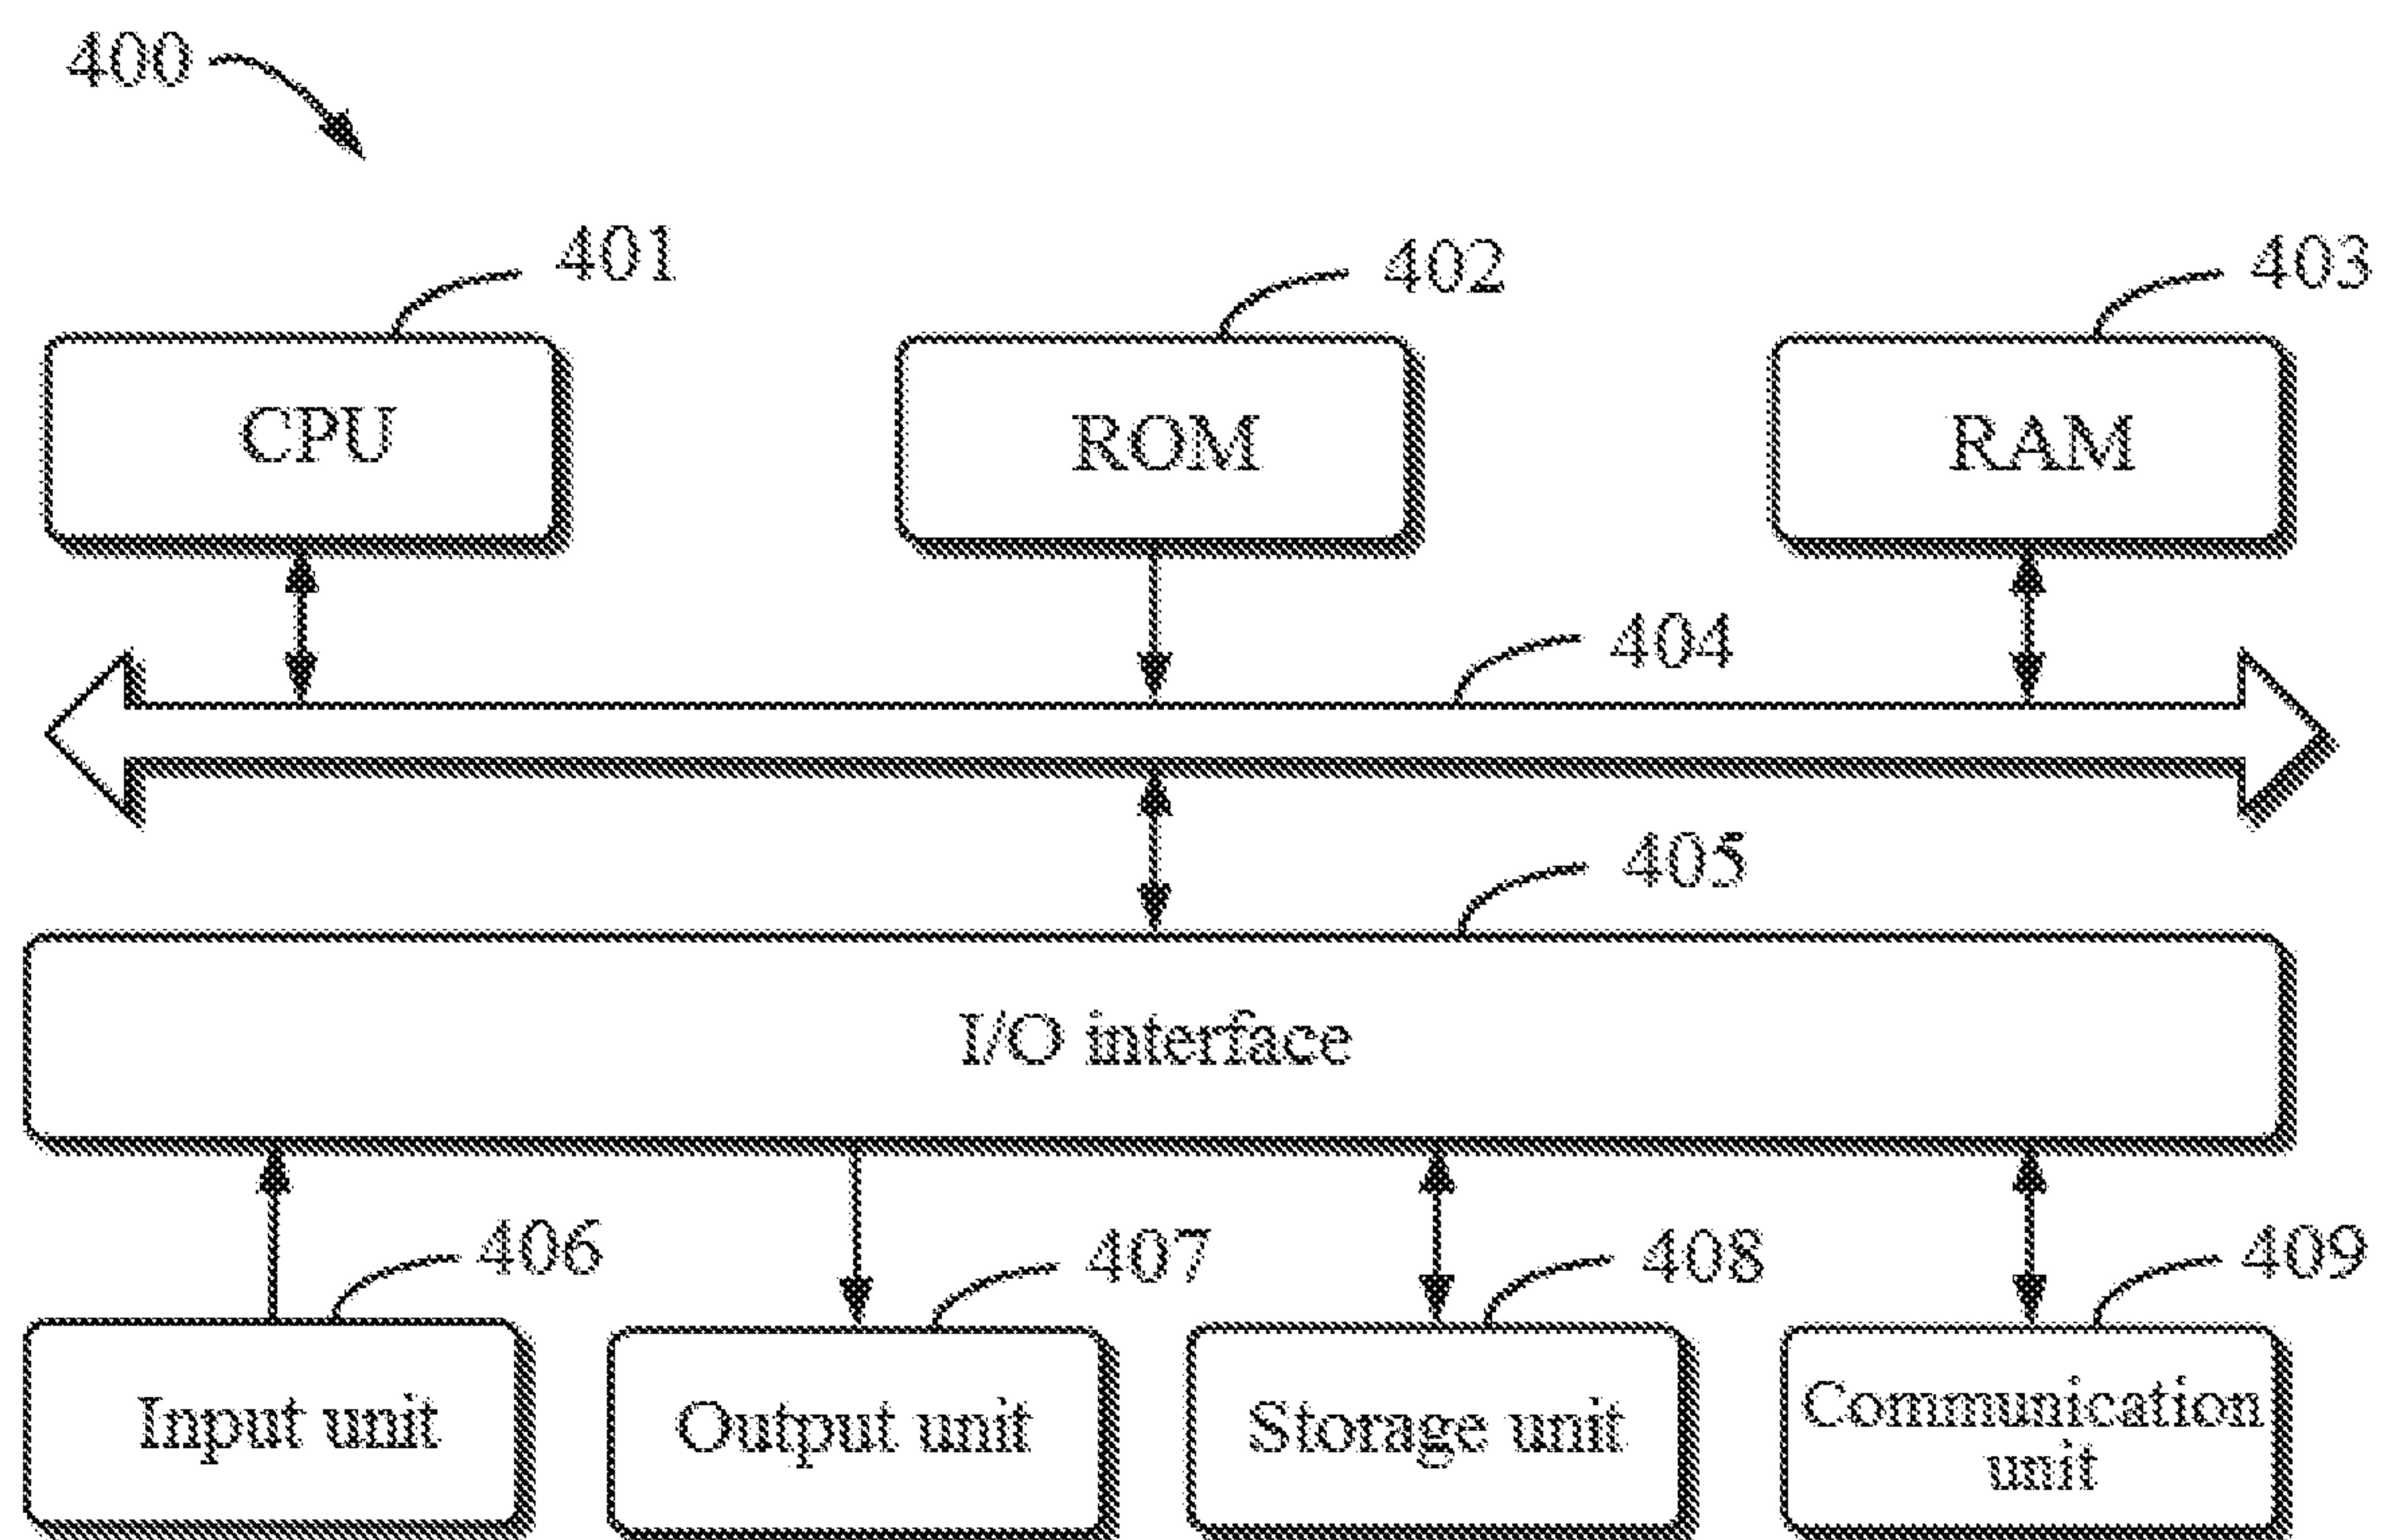 400
401
402
403
CPU
ROM
RAM
404
405
I/O interface
406
407
408
409
Input unit
Output unit
Storage unit
Communication
unit